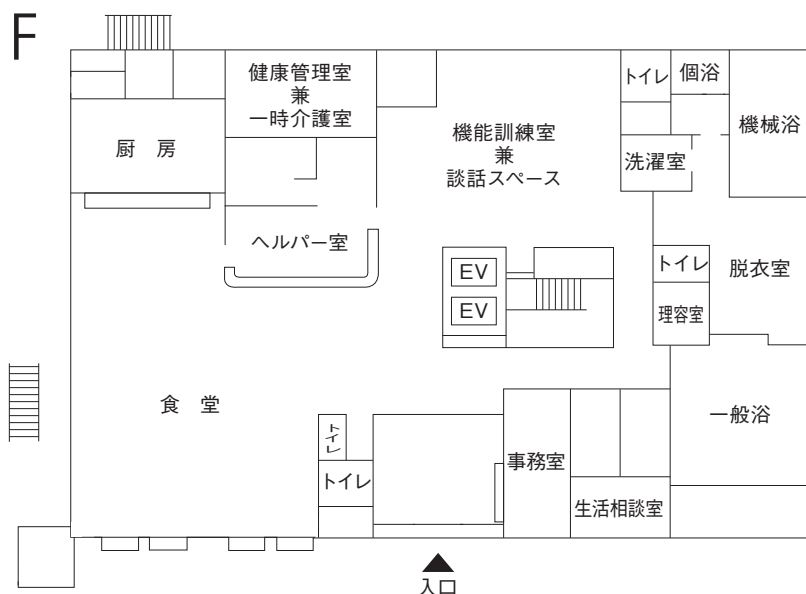 F
健康管理室
兼
一時介護室
厨 房
機能訓練室
兼
談話スペース
トイレ
個浴
機械浴
洗濯室
ヘルパー室
EV
EV
トイレ
理容室
脱衣室
食 堂
トイレ
トイレ
事務室
生活相談室
一般浴
入口